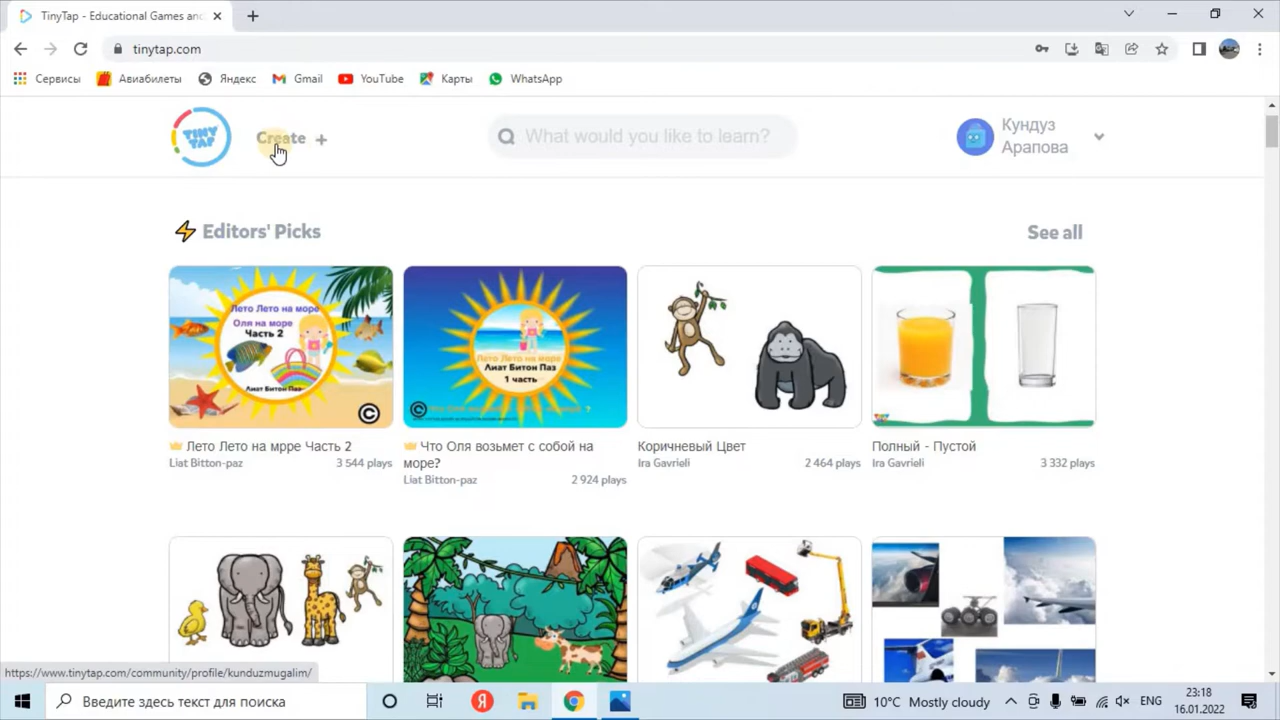 TinyTap - Educational Games and
tinytap.com
Сервисы
Авиабилеты
Яндекс
Gmail
YouTube
Карты
WhatsApp
TINY
TAP
Create +
What would you like to learn?
Кундуз
Арапова
Editors' Picks
See all
Лето Лето на море
Оля на море
Часть 2
Лиат Битон Паз
©
Лето Лето на море
Лиат Битон Паз
1 часть
©
Лето Лето на мрре Часть 2
Liat Bitton-paz
3 544 plays
Что Оля возьмет с собой на
море?
Liat Bitton-paz
2 924 plays
Коричневый Цвет
Ira Gavrieli
2 464 plays
Полный - Пустой
Ira Gavrieli
3 332 plays
https://www.tinytap.com/community/profile/kunduzmugalim/
Введите здесь текст для поиска
Я
10°C Mostly cloudy
ENG
23:18
16.01.2022